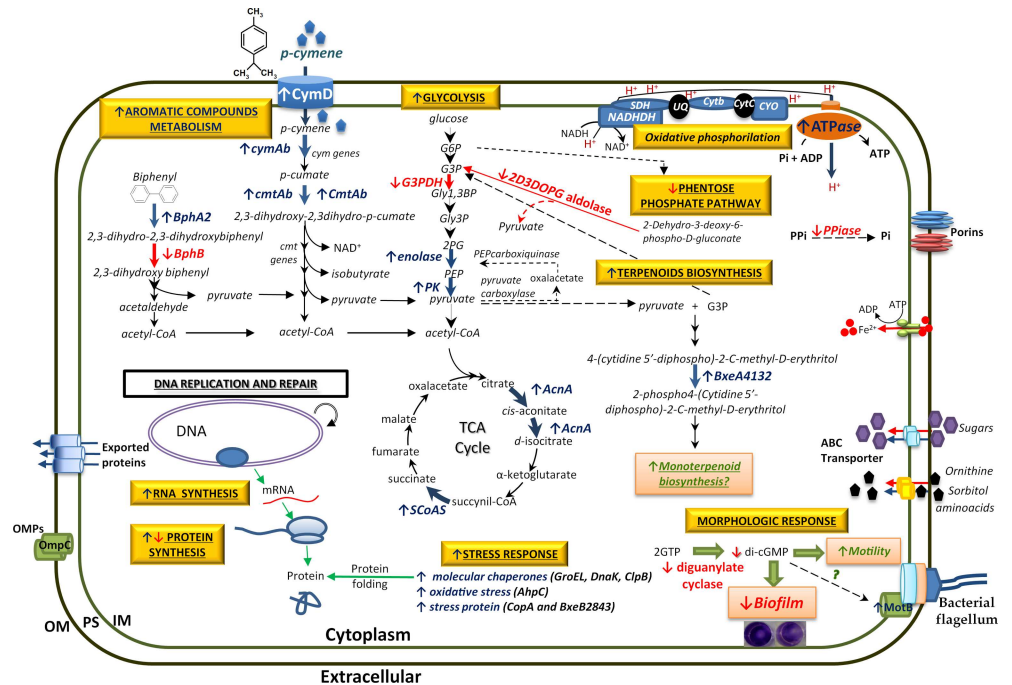 CH₃
H₃C
CH₃
p-cymene
↑CymD
↑AROMATIC COMPOUNDS
METABOLISM
p-cymene
↑cymAb
cym genes
p-cumate
↑cmtAb
↑CmtAb
2,3-dihydroxy-2,3dihydro-p-cumate
cmt
genes
NAD⁺
isobutyrate
pyruvate
acetyl-CoA
Biphenyl
↑BphA2
2,3-dihydro-2,3-dihydroxybiphenyl
↓BphB
2,3-dihydroxy biphenyl
acetaldehyde
pyruvate
acetyl-CoA
↑GLYCOLYSIS
glucose
G6P
G3P
↓G3PDH
Gly1,3BP
Gly3P
2PG
↑enolase
PEP
↑PK
pyruvate
acetyl-CoA
↓2D3DOPG aldolase
Pyruvate
2-Dehydro-3-deoxy-6-
phospho-D-gluconate
PEPcarboxiquinase
pyruvate
carboxylase
oxalacetate
H⁺
H⁺
H⁺
H⁺
H⁺
SDH
NADHDH
UQ
Cytb
CytC
CYO
NADH
H⁺
NAD⁺
Oxidative phosphorilation
↑ATPase
Pi + ADP
ATP
H⁺
↓PHENTOSE
PHOSPHATE PATHWAY
PPi
↓PPiase
Pi
Porins
↑TERPENOIDS BIOSYNTHESIS
pyruvate + G3P
4-(cytidine 5’-diphospho)-2-C-methyl-D-erythritol
↑BxeA4132
2-phospho4-(Cytidine 5’-
diphospho)-2-C-methyl-D-erythritol
↑Monoterpenoid
biosynthesis?
ADP
ATP
Fe²⁺
ABC
Transporter
Sugars
Ornithine
Sorbitol
aminoacids
DNA REPLICATION AND REPAIR
DNA
Exported
proteins
↑RNA SYNTHESIS
mRNA
↑↓PROTEIN
SYNTHESIS
Protein
Protein
folding
OMPs
OmpC
TCA
Cycle
oxalacetate
citrate
↑AcnA
cis-aconitate
↑AcnA
d-isocitrate
α-ketoglutarate
succynil-CoA
↑SCoAS
succinate
fumarate
malate
↑STRESS RESPONSE
↑ molecular chaperones (GroEL, DnaK, ClpB)
↑ oxidative stress (AhpC)
↑ stress protein (CopA and BxeB2843)
MORPHOLOGIC RESPONSE
2GTP
↓ di-cGMP
↑Motility
↓ diguanylate
cyclase
?
↓Biofilm
↑MotB
Bacterial
flagellum
OM
PS
IM
Cytoplasm
Extracellular